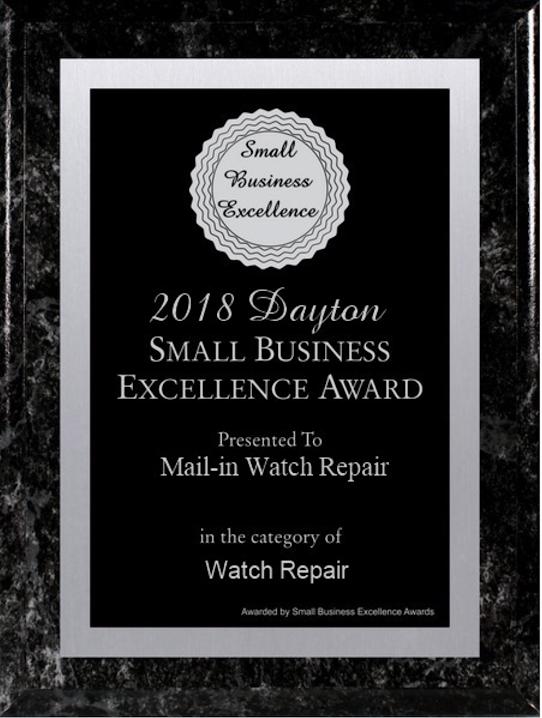 Small
Business
Excellence
2018 Dayton
SMALL BUSINESS
EXCELLENCE AWARD
Presented To
Mail-in Watch Repair
in the category of
Watch Repair
Awarded by Small Business Excellence Awards